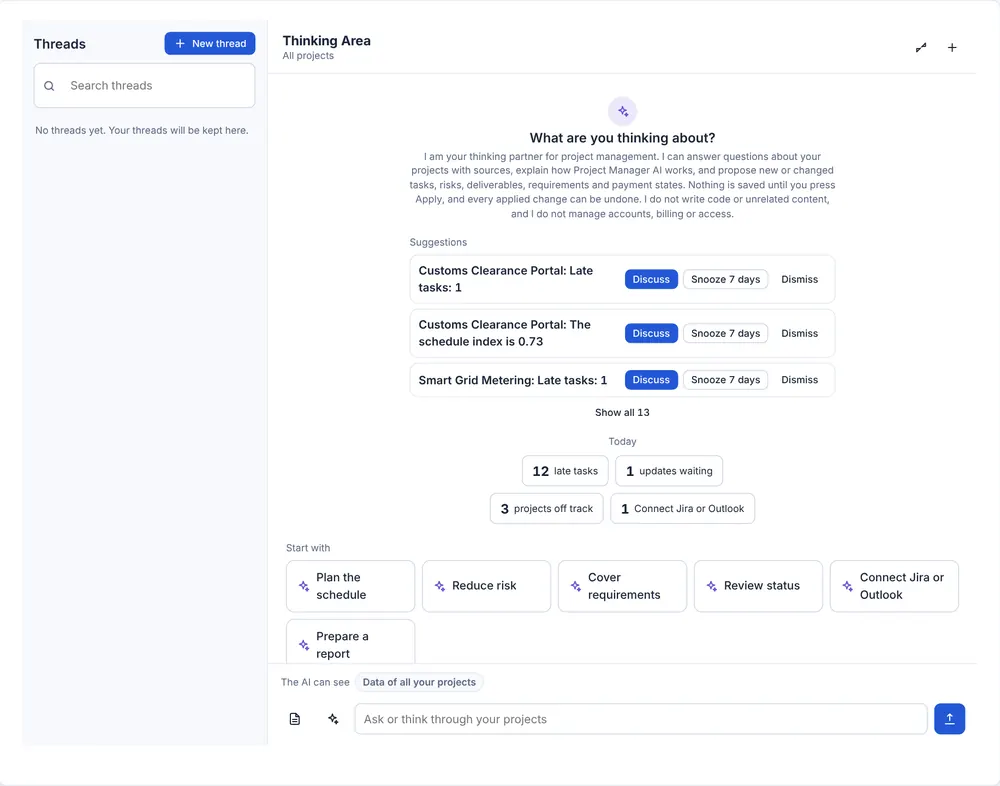 Threads
New thread
Search threads
No threads yet. Your threads will be kept here.
Thinking Area
All projects
What are you thinking about?
I am your thinking partner for project management. I can answer questions about your
projects with sources, explain how Project Manager AI works, and propose new or changed
tasks, risks, deliverables, requirements and payment states. Nothing is saved until you press
Apply, and every applied change can be undone. I do not write code or unrelated content,
and I do not manage accounts, billing or access.
Suggestions
Customs Clearance Portal: Late
tasks: 1
Discuss
Snooze 7 days
Dismiss
Customs Clearance Portal: The
schedule index is 0.73
Discuss
Snooze 7 days
Dismiss
Smart Grid Metering: Late tasks: 1
Discuss
Snooze 7 days
Dismiss
Show all 13
Today
12 late tasks
1 updates waiting
3 projects off track
1 Connect Jira or Outlook
Start with
Plan the
schedule
Reduce risk
Cover
requirements
Review status
Connect Jira or
Outlook
Prepare a
report
The AI can see
Data of all your projects
Ask or think through your projects